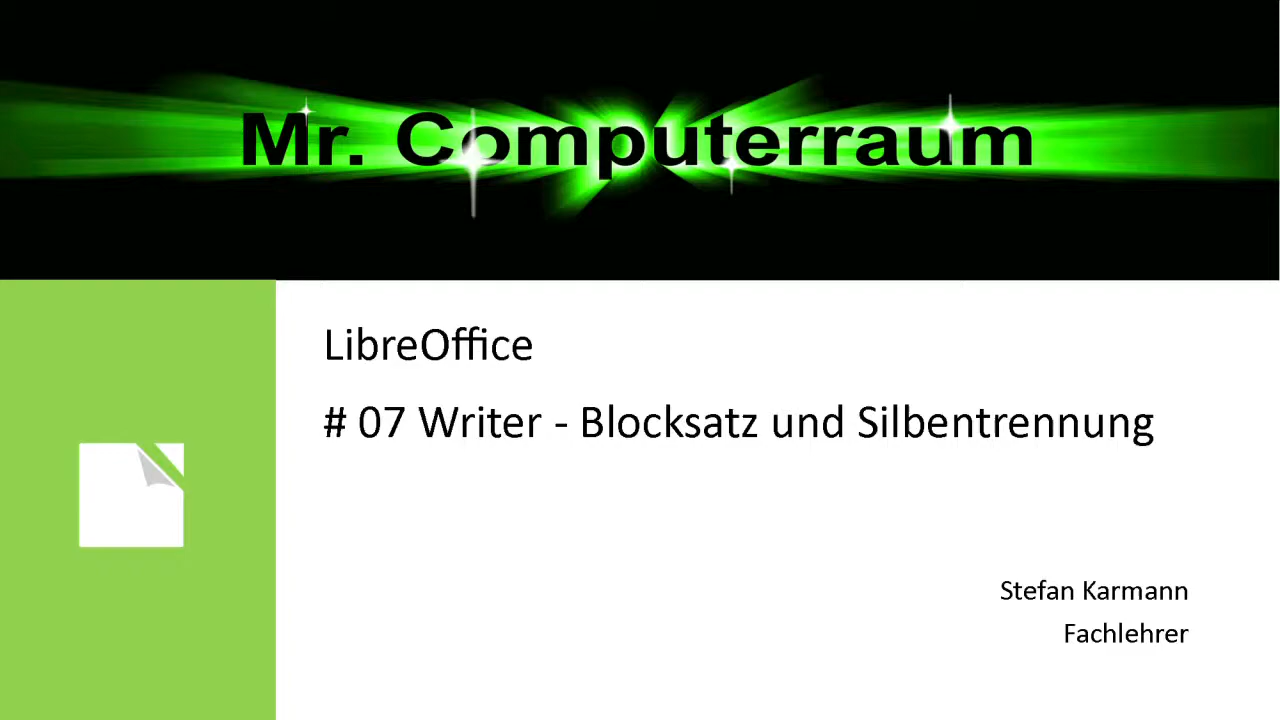 Mr. Computerraum
LibreOffice
# 07 Writer - Blocksatz und Silbentrennung
Stefan Karmann
Fachlehrer